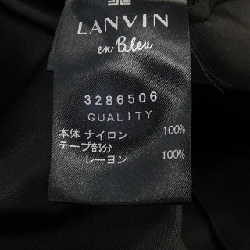 LANVIN
en Bleu
3286506
QUALITY
本体 ナイロン 100%
テープ部分
レーヨン 100%